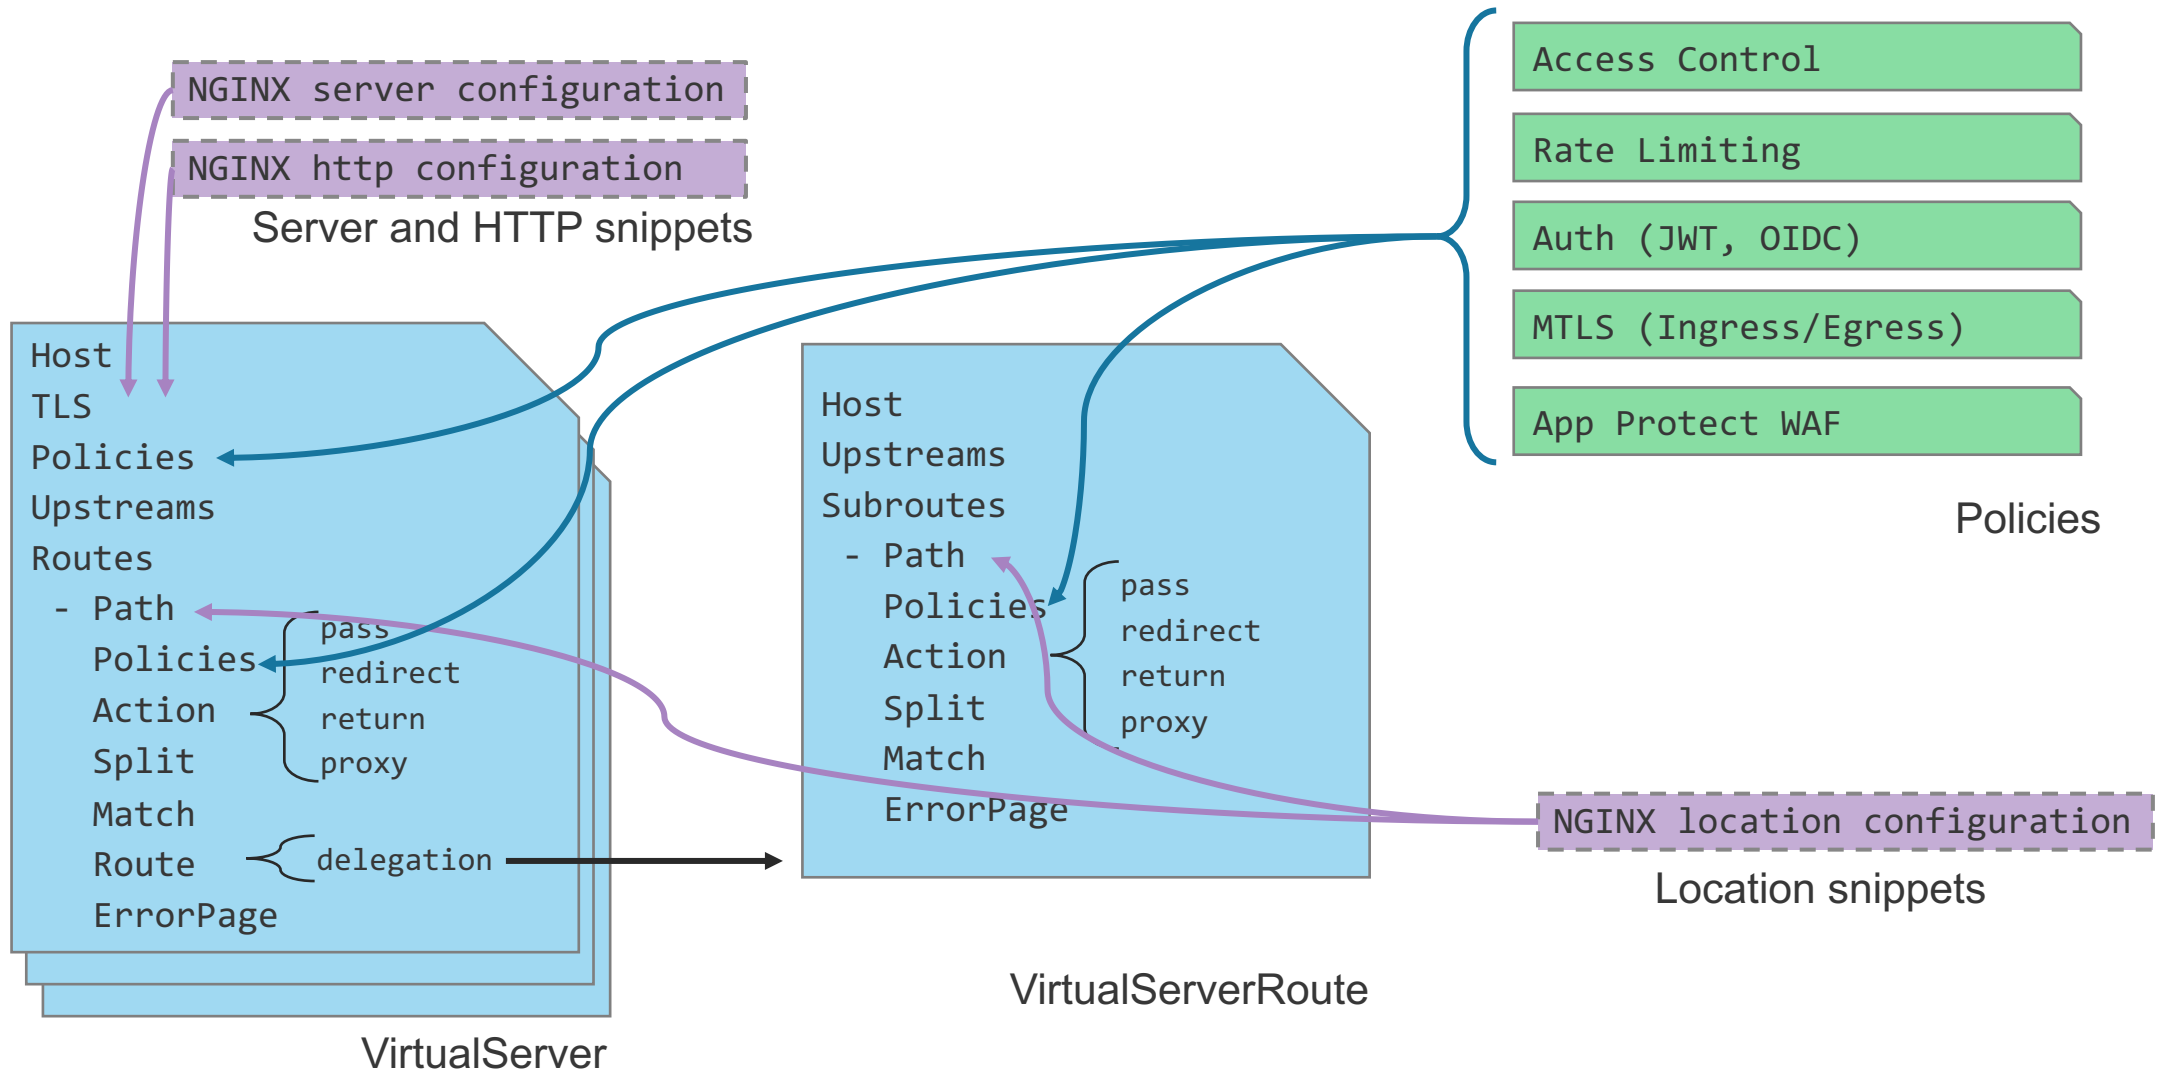 NGINX server configuration
NGINX http configuration
Server and HTTP snippets
Host
TLS
Policies
Upstreams
Routes
- Path
Policies
Action
Split
Match
Route
ErrorPage
pass
redirect
return
proxy
delegation
VirtualServer
Host
Upstreams
Subroutes
- Path
Policies
Action
Split
Match
ErrorPage
pass
redirect
return
proxy
VirtualServerRoute
Access Control
Rate Limiting
Auth (JWT, OIDC)
MTLS (Ingress/Egress)
App Protect WAF
Policies
NGINX location configuration
Location snippets